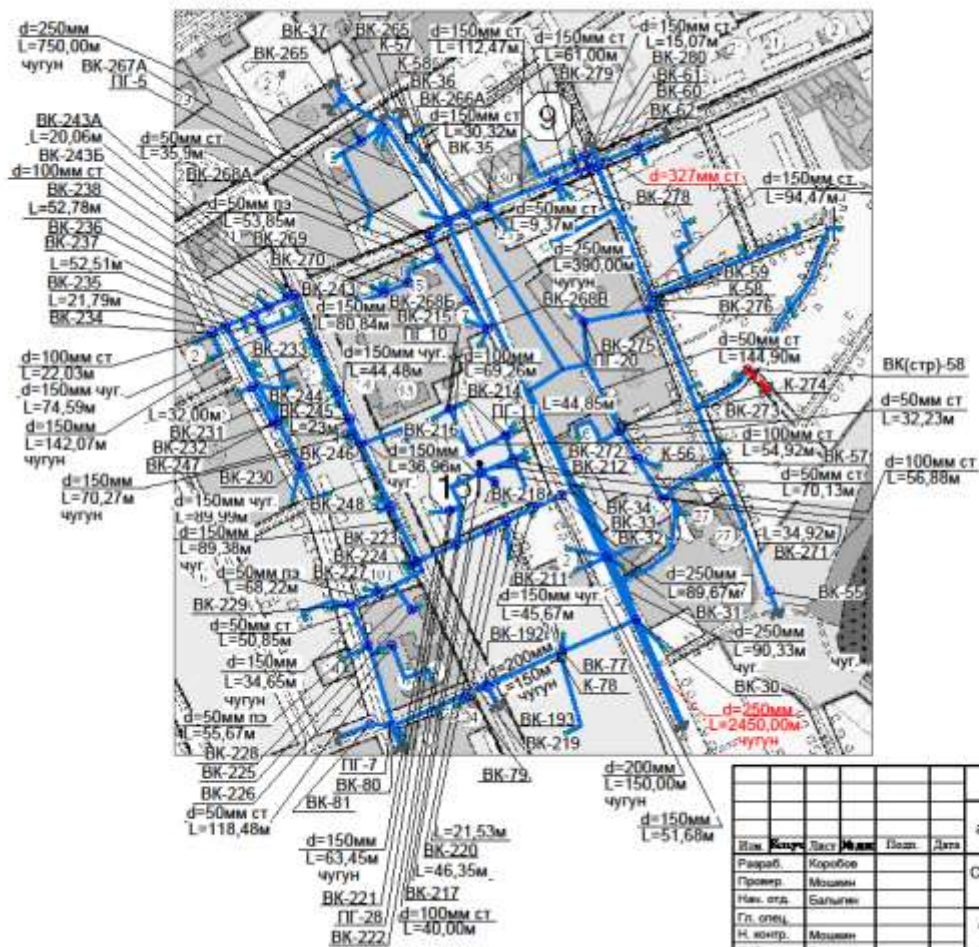 d=250мм
L=750,00м
чугун
ВК-267А
ПГ-5
ВК-243А
L=20,06м
ВК-243Б
d=100мм ст
ВК-238
L=52,78м
ВК-236
ВК-237
L=52,51м
ВК-235
L=21,79м
ВК-234
d=100мм ст
L=22,03м
d=150мм чуг.
L=74,59м
d=150мм
L=142,07м
чугун
d=150мм
L=70,27м
чугун
ВК-37
ВК-265
ВК-265
К-57
К-58Б
ВК-36
ВК-266А
d=150мм ст
L=30,32м
ВК-35
d=150мм ст
L=112,47м
d=150мм ст
L=61,00м
ВК-279
d=150мм ст
L=15,07м
ВК-280
ВК-61
ВК-60
ВК-62
9
d=327мм ст
ВК-278
d=150мм ст
L=94,47м
d=50мм ст
L=35,9м
ВК-268А
d=50мм пэ
L=53,85м
ВК-269
ВК-270
ВК-243
d=150мм
L=80,84м
d=50мм ст
L=9,37м
d=250мм
L=390,00м
чугун
ВК-268Б
ВК-215
ПГ-10
ВК-268В
ВК-59
К-58
ВК-276
ВК-275
ПГ-20
d=50мм ст
L=144,90м
ВК(стр)-58
К-274
ВК-273
d=50мм ст
L=32,23м
d=150мм чуг.
L=44,48м
d=100мм
L=69,26м
ВК-214
ПГ-11
L=44,85м
ВК-233
ВК-244
ВК-245
L=23м
ВК-246
L=32,00м
ВК-231
ВК-232
ВК-247
ВК-230
ВК-216
d=150мм
L=36,96м
чуг.
ВК-272
ВК-212
К-56
d=100мм ст
L=54,92м
ВК-57
d=50мм ст
L=70,13м
d=100мм ст
L=56,88м
d=150мм чуг.
L=89,99м
ВК-248
d=150мм
L=89,38м
чуг.
ВК-223
ВК-224
ВК-227
ВК-218
ВК-34
ВК-33
ВК-32
L=34,92м
ВК-271
d=50мм пэ
L=68,22м
ВК-229
d=50мм ст
L=50,85м
d=150мм
L=34,65м
чугун
ВК-211
d=150мм чуг.
L=45,67м
ВК-192
d=250мм
L=89,67м
ВК-31
ВК-55
d=250мм
L=90,33м
чуг.
чуг.
ВК-30
d=200мм
L=150м
чугун
ВК-77
К-78
ВК-193
ВК-219
d=250мм
L=2450,00м
чугун
d=50мм пэ
L=55,67м
ВК-228
ВК-225
ВК-226
d=50мм ст
L=118,48м
ПГ-7
ВК-80
ВК-81
ВК-79
d=200мм
L=150,00м
чугун
d=150мм
L=51,68м
d=150мм
L=63,45м
чугун
L=21,53м
ВК-220
L=46,35м
ВК-221
ПГ-28
ВК-222
ВК-217
d=100мм ст
L=40,00м
Изм. Кол.уч Лист №док Подп. Дата
Разраб. Коробов
Провер. Мошкин
Нач. отд. Балыгин
Гл. спец.
Н. контр. Мошкин